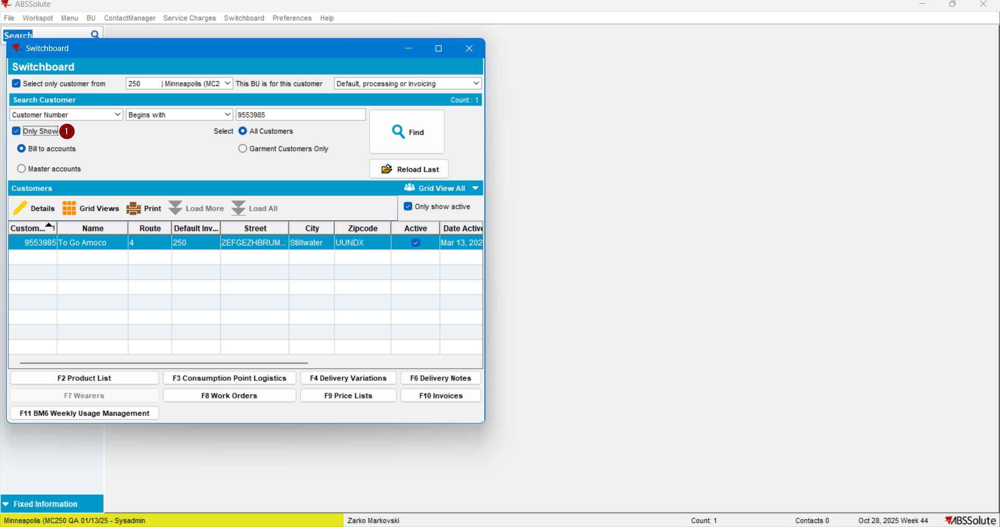 ABSSolute
File Workspot Menu BU ContactManager Service Charges Switchboard Preferences Help
Search
Switchboard
Switchboard
Select only customer from 250 | Minneapolis (MC2 This BU is for this customer Default, processing or invoicing
Search Customer Count : 1
Customer Number Begins with 9553985
Only Show 1 Select All Customers Find
Bill to accounts Garment Customers Only
Master accounts Reload Last
Customers Grid View All
Details Grid Views Print Load More Load All Only show active
Custom... 1 Name Route Default Inv... Street City Zipcode Active Date Active
9553985 To Go Amoco 4 250 ZEFGEZHBRUM... Stillwater UUNDX Mar 13, 202
F2 Product List F3 Consumption Point Logistics F4 Delivery Variations F6 Delivery Notes
F7 Wearers F8 Work Orders F9 Price Lists F10 Invoices
F11 BM6 Weekly Usage Management
Fixed Information
Minneapolis (MC250 QA 01/13/25 - Sysadmin Zarko Markovski Count: 1 Contacts 0 Oct 28, 2025 Week 44 ABSSolute